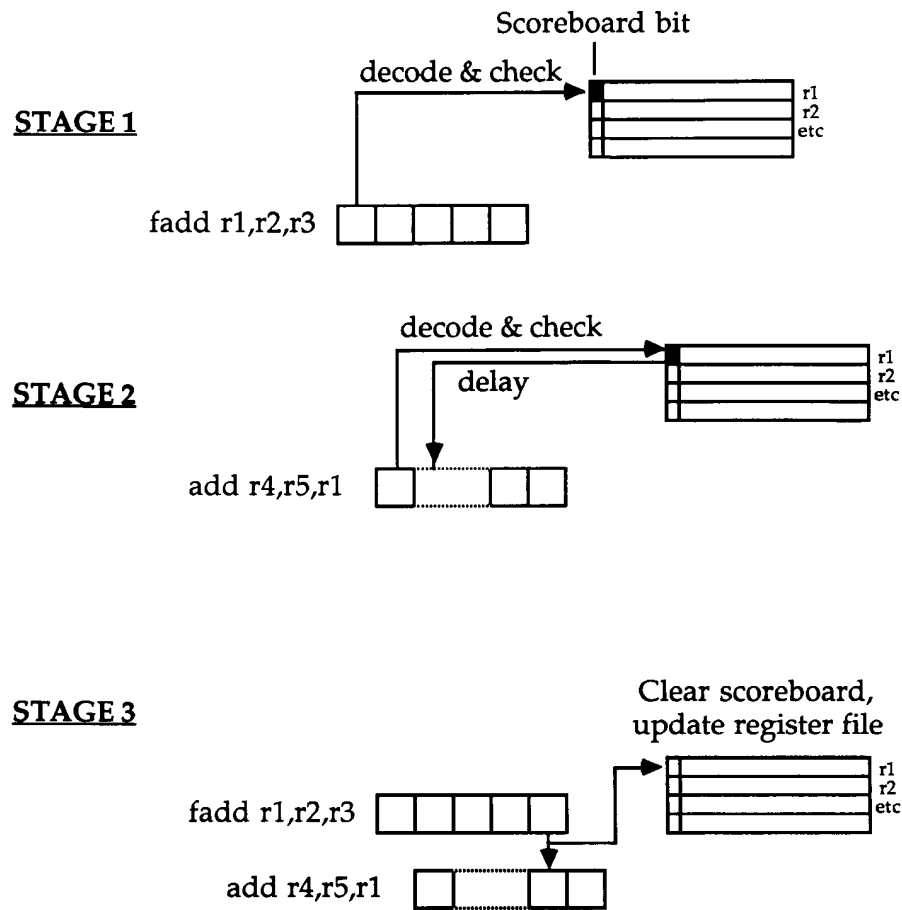 Scoreboard bit
decode & check
r1
r2
etc
STAGE 1
fadd r1,r2,r3
decode & check
r1
r2
etc
delay
STAGE 2
add r4,r5,r1
Clear scoreboard,
update register file
STAGE 3
r1
r2
etc
fadd r1,r2,r3
add r4,r5,r1